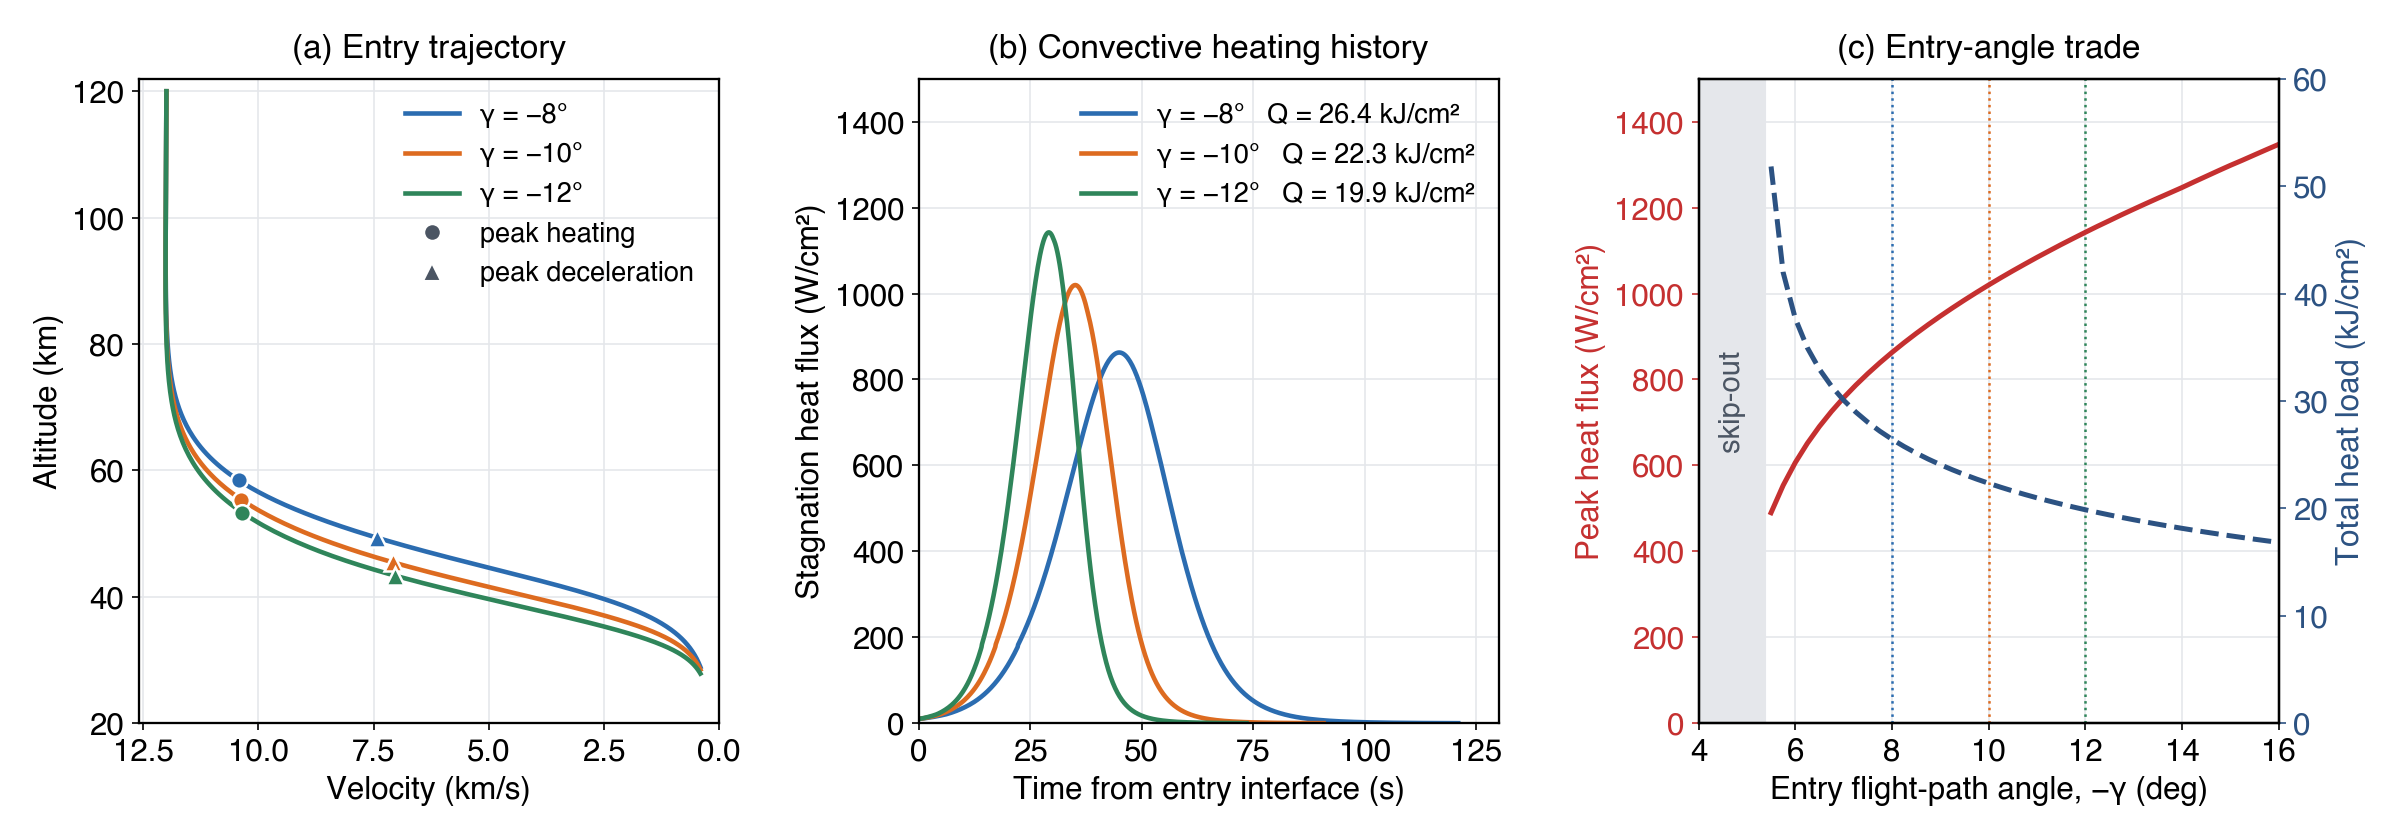 (a) Entry trajectory
120
100
80
60
40
20
12.5
10.0
7.5
5.0
2.5
0.0
Altitude (km)
Velocity (km/s)
γ = −8°
γ = −10°
γ = −12°
peak heating
peak deceleration
(b) Convective heating history
1400
1200
1000
800
600
400
200
0
0
25
50
75
100
125
Stagnation heat flux (W/cm²)
Time from entry interface (s)
γ = −8° Q = 26.4 kJ/cm²
γ = −10° Q = 22.3 kJ/cm²
γ = −12° Q = 19.9 kJ/cm²
(c) Entry-angle trade
1400
1200
1000
800
600
400
200
0
4
6
8
10
12
14
16
60
50
40
30
20
10
0
Peak heat flux (W/cm²)
skip-out
Total heat load (kJ/cm²)
Entry flight-path angle, −γ (deg)